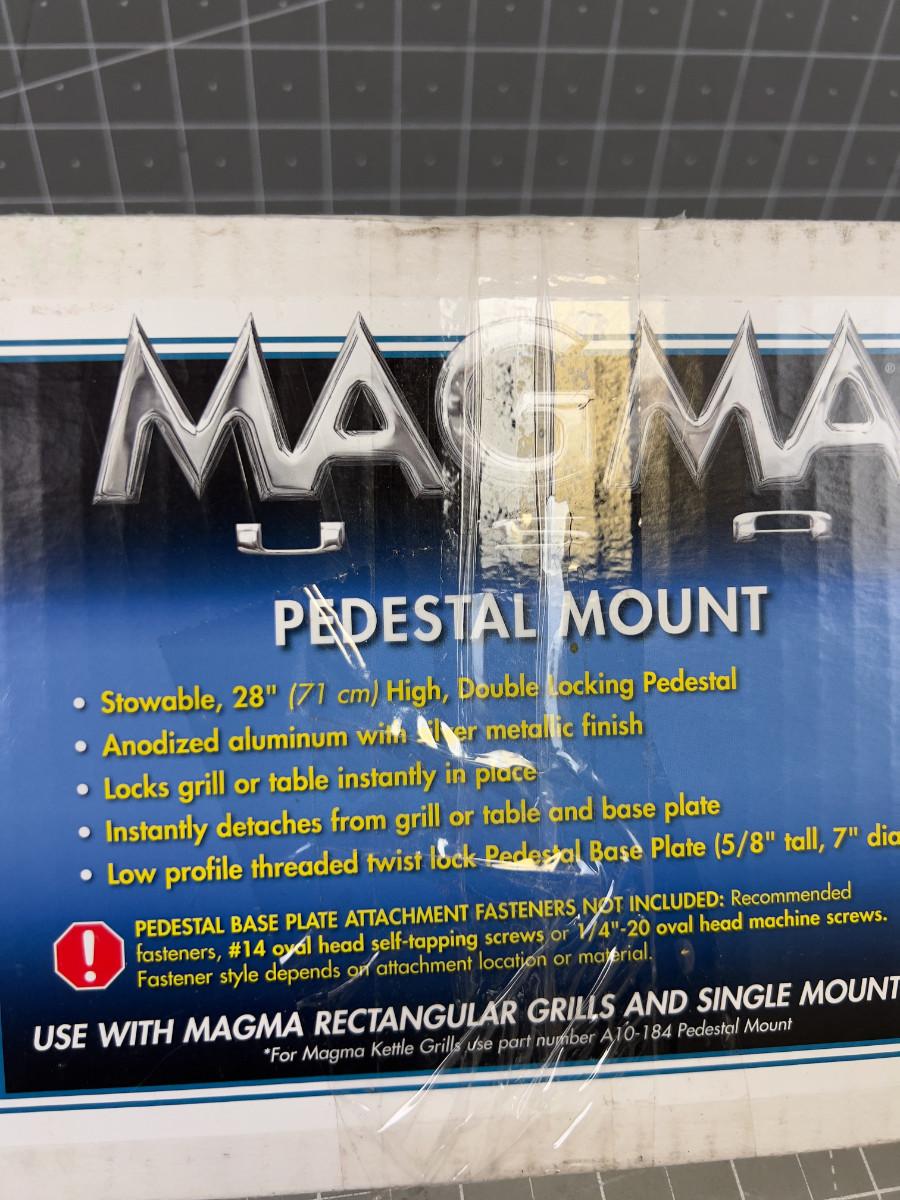 MAGMA®
USA
PEDESTAL MOUNT
• Stowable, 28" (71 cm) High, Double Locking Pedestal
• Anodized aluminum with silver metallic finish
• Locks grill or table instantly in place
• Instantly detaches from grill or table and base plate
• Low profile threaded twist lock Pedestal Base Plate (5/8" tall, 7" dia
PEDESTAL BASE PLATE ATTACHMENT FASTENERS NOT INCLUDED: Recommended
fasteners, #14 oval head self-tapping screws or 1/4"-20 oval head machine screws.
Fastener style depends on attachment location or material.
USE WITH MAGMA RECTANGULAR GRILLS AND SINGLE MOUNT
*For Magma Kettle Grills use part number A10-184 Pedestal Mount